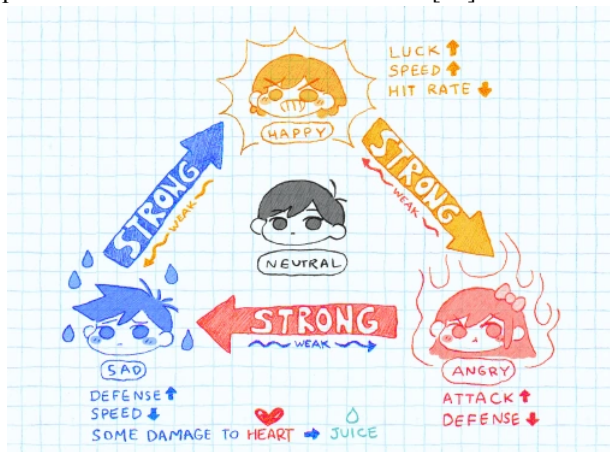 LUCK ↑
SPEED ↑
HIT RATE ↓
HAPPY
STRONG
WEAK
STRONG
WEAK
NEUTRAL
STRONG
WEAK
SAD
DEFENSE ↑
SPEED ↓
SOME DAMAGE TO HEART → JUICE
ANGRY
ATTACK ↑
DEFENSE ↓